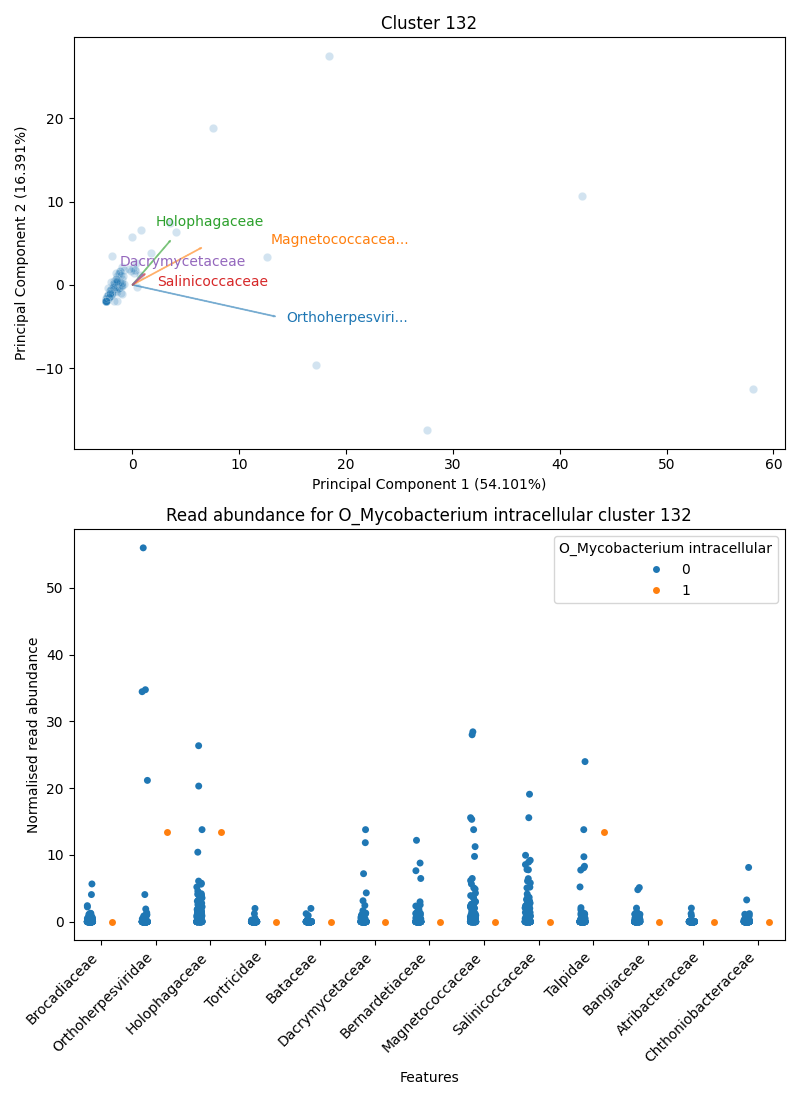 Cluster 132
Principal Component 2 (16.391%)
20
10
0
−10
Holophagaceae
Magnetococcacea...
Dacrymycetaceae
Salinicoccaceae
Orthoherpesviri...
0 10 20 30 40 50 60
Principal Component 1 (54.101%)
Read abundance for O_Mycobacterium intracellular cluster 132
Normalised read abundance
50
40
30
20
10
0
O_Mycobacterium intracellular
0
1
Brocadiaceae
Orthoherpesviridae
Holophagaceae
Tortricidae
Bataceae
Dacrymycetaceae
Bernardetiaceae
Magnetococcaceae
Salinicoccaceae
Talpidae
Bangiaceae
Atribacteraceae
Chthoniobacteraceae
Features